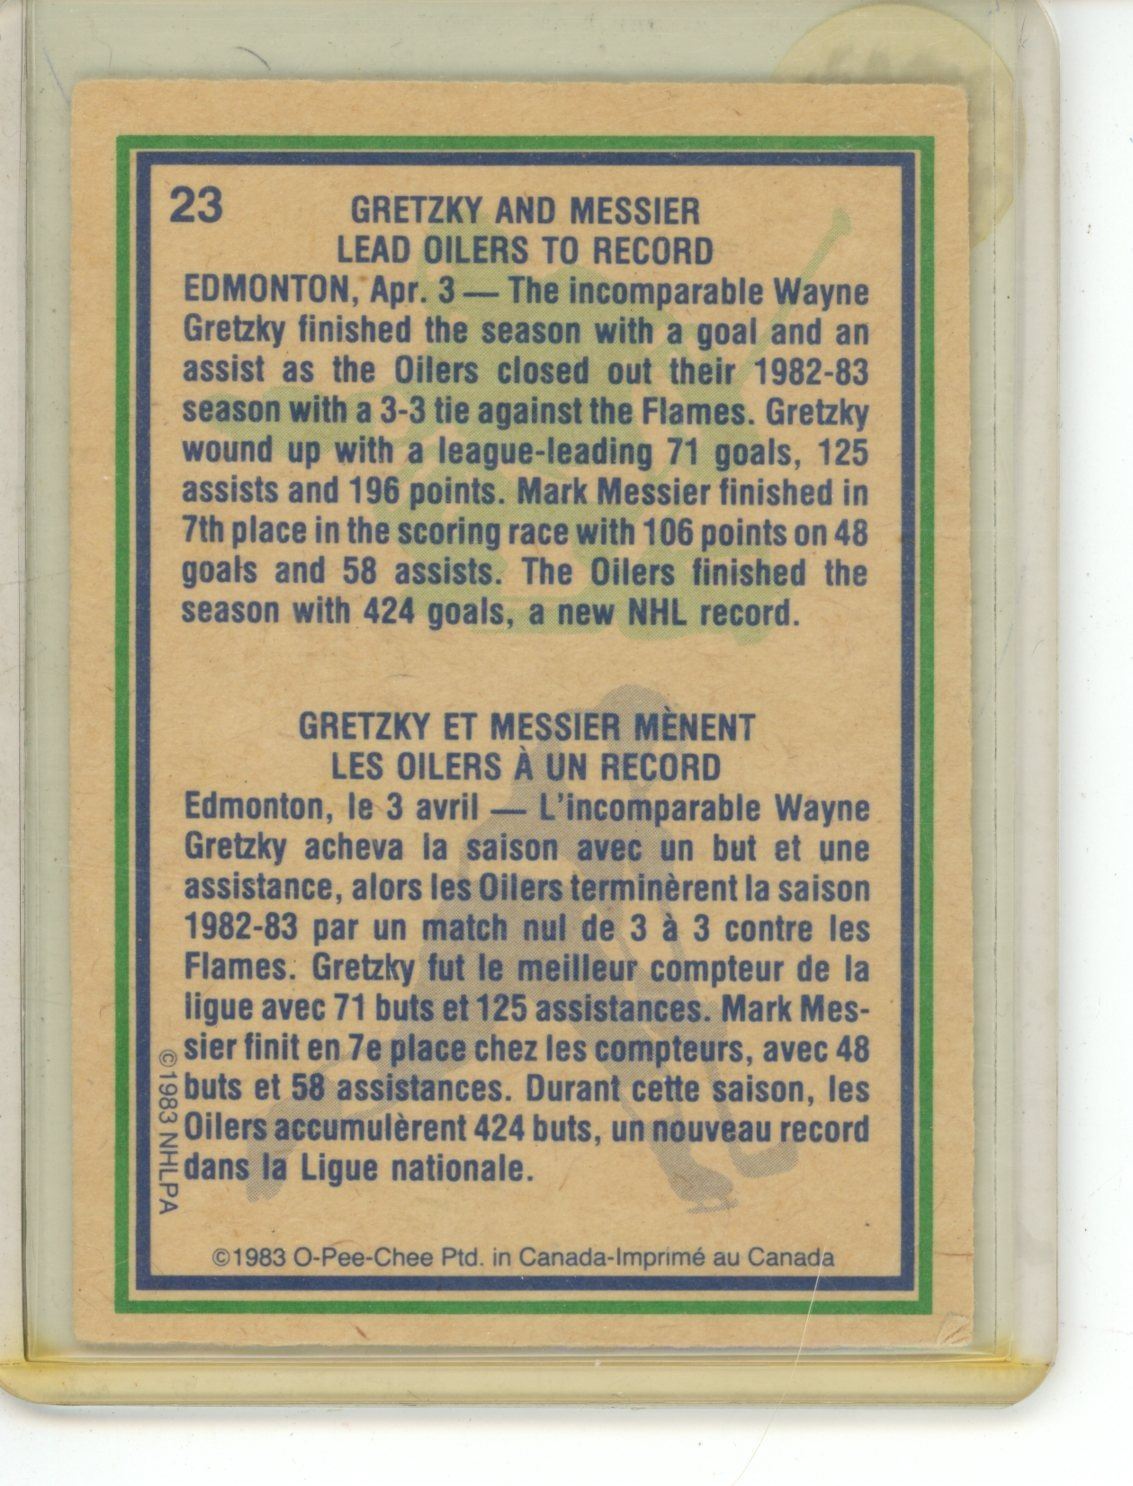 23
GRETZKY AND MESSIER
LEAD OILERS TO RECORD
EDMONTON, Apr. 3 — The incomparable Wayne
Gretzky finished the season with a goal and an
assist as the Oilers closed out their 1982-83
season with a 3-3 tie against the Flames. Gretzky
wound up with a league-leading 71 goals, 125
assists and 196 points. Mark Messier finished in
7th place in the scoring race with 106 points on 48
goals and 58 assists. The Oilers finished the
season with 424 goals, a new NHL record.
GRETZKY ET MESSIER MÈNENT
LES OILERS À UN RECORD
Edmonton, le 3 avril — L'incomparable Wayne
Gretzky acheva la saison avec un but et une
assistance, alors les Oilers terminèrent la saison
1982-83 par un match nul de 3 à 3 contre les
Flames. Gretzky fut le meilleur compteur de la
ligue avec 71 buts et 125 assistances. Mark Mes-
sier finit en 7e place chez les compteurs, avec 48
buts et 58 assistances. Durant cette saison, les
Oilers accumulèrent 424 buts, un nouveau record
dans la Ligue nationale.
©1983 NHLPA
©1983 O-Pee-Chee Ptd. in Canada-Imprimé au Canada